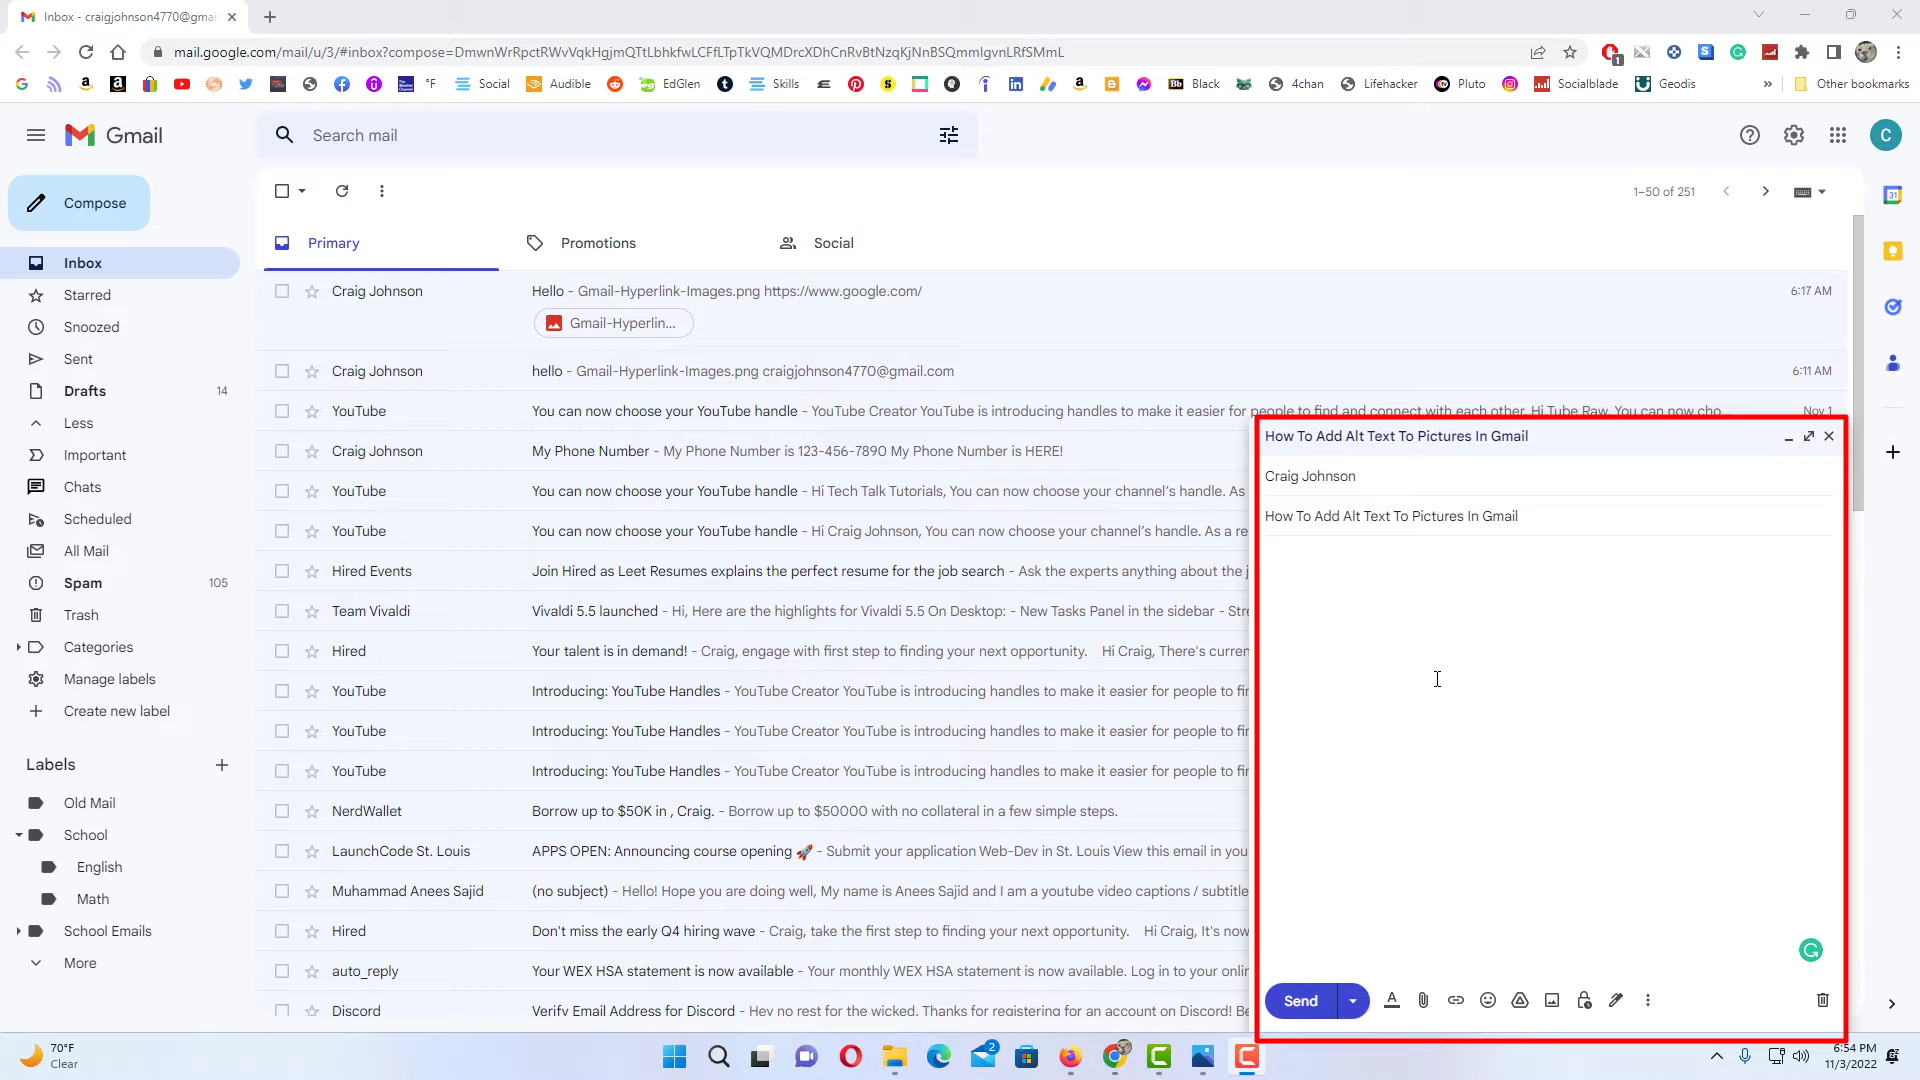 Inbox - craigjohnson4770@gmai
mail.google.com/mail/u/3/#inbox?compose=DmwnWrRpctRWvVqkHgjmQTtLbhkfwLCFfLTpTkVQMDrcXDhCnRvBtNzqKjNnBSQmmIgvnLRfSMmL
1
°F Social Audible EdGlen Skills Black 4chan Lifehacker Pluto Socialblade Geodis » Other bookmarks
Gmail
Search mail
C
Compose
1–50 of 251
31
Primary
Promotions
Social
Inbox
Starred
Snoozed
Sent
Drafts 14
Less
Important
Chats
Scheduled
All Mail
Spam 105
Trash
Categories
Manage labels
Create new label
Labels
Old Mail
School
English
Math
School Emails
More
Craig Johnson Hello - Gmail-Hyperlink-Images.png https://www.google.com/ 6:17 AM
Gmail-Hyperlin...
Craig Johnson hello - Gmail-Hyperlink-Images.png craigjohnson4770@gmail.com 6:11 AM
YouTube You can now choose your YouTube handle - YouTube Creator YouTube is introducing handles to make it easier for people to find and connect with each other. Hi Tube Raw, You can now cho... Nov 1
Craig Johnson My Phone Number - My Phone Number is 123-456-7890 My Phone Number is HERE!
YouTube You can now choose your YouTube handle - Hi Tech Talk Tutorials, You can now choose your channel's handle. As
YouTube You can now choose your YouTube handle - Hi Craig Johnson, You can now choose your channel's handle. As a re
Hired Events Join Hired as Leet Resumes explains the perfect resume for the job search - Ask the experts anything about the j
Team Vivaldi Vivaldi 5.5 launched - Hi, Here are the highlights for Vivaldi 5.5 On Desktop: - New Tasks Panel in the sidebar - Stre
Hired Your talent is in demand! - Craig, engage with first step to finding your next opportunity. Hi Craig, There's curren
YouTube Introducing: YouTube Handles - YouTube Creator YouTube is introducing handles to make it easier for people to fi
YouTube Introducing: YouTube Handles - YouTube Creator YouTube is introducing handles to make it easier for people to fi
YouTube Introducing: YouTube Handles - YouTube Creator YouTube is introducing handles to make it easier for people to fi
NerdWallet Borrow up to $50K in , Craig. - Borrow up to $50000 with no collateral in a few simple steps.
LaunchCode St. Louis APPS OPEN: Announcing course opening 🚀 - Submit your application Web-Dev in St. Louis View this email in you
Muhammad Anees Sajid (no subject) - Hello! Hope you are doing well, My name is Anees Sajid and I am a youtube video captions / subtitle
Hired Don't miss the early Q4 hiring wave - Craig, take the first step to finding your next opportunity. Hi Craig, It's now
auto_reply Your WEX HSA statement is now available - Your monthly WEX HSA statement is now available. Log in to your onlin
Discord Verify Email Address for Discord - Hey no rest for the wicked, Thanks for registering for an account on Discord! Be
How To Add Alt Text To Pictures In Gmail
Craig Johnson
How To Add Alt Text To Pictures In Gmail
Send
70°F
Clear
2
6:54 PM
11/3/2022